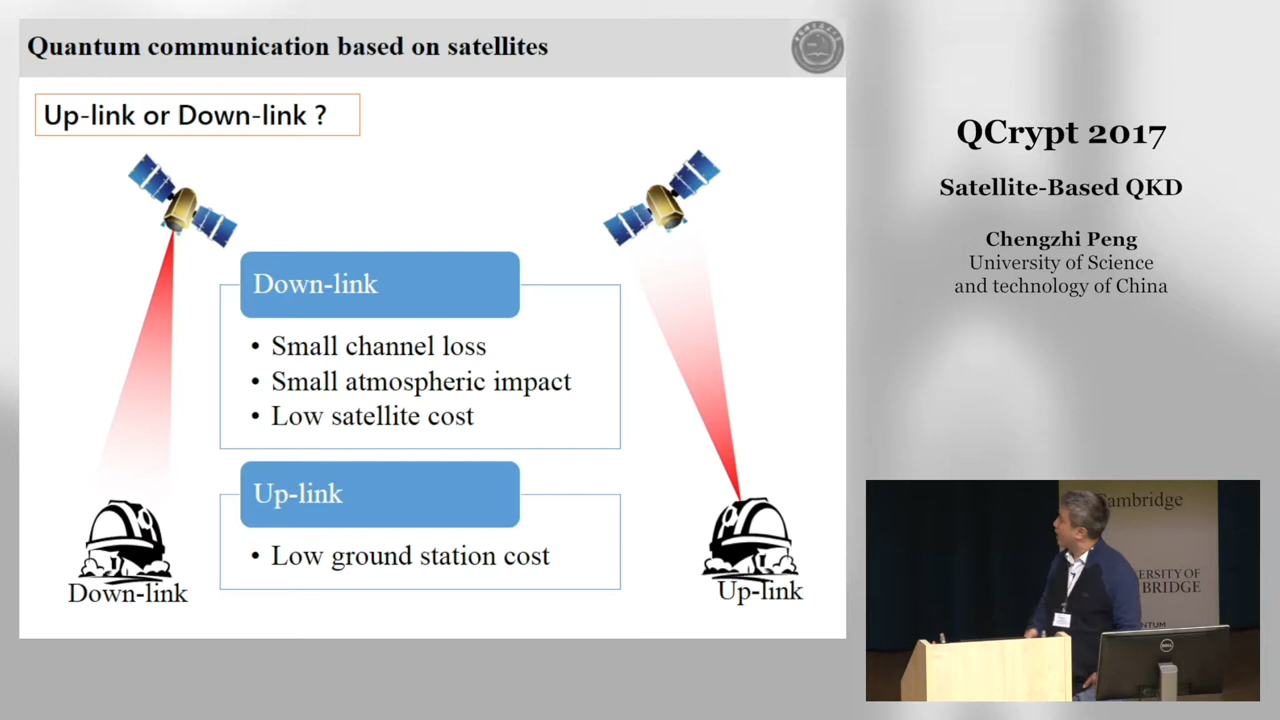 Quantum communication based on satellites
Up-link or Down-link ?
Down-link
• Small channel loss
• Small atmospheric impact
• Low satellite cost
Up-link
• Low ground station cost
Down-link
Up-link
QCrypt 2017
Satellite-Based QKD
Chengzhi Peng
University of Science
and technology of China
Cambridge
ERSITY OF
BRIDGE
NTUM
DELL